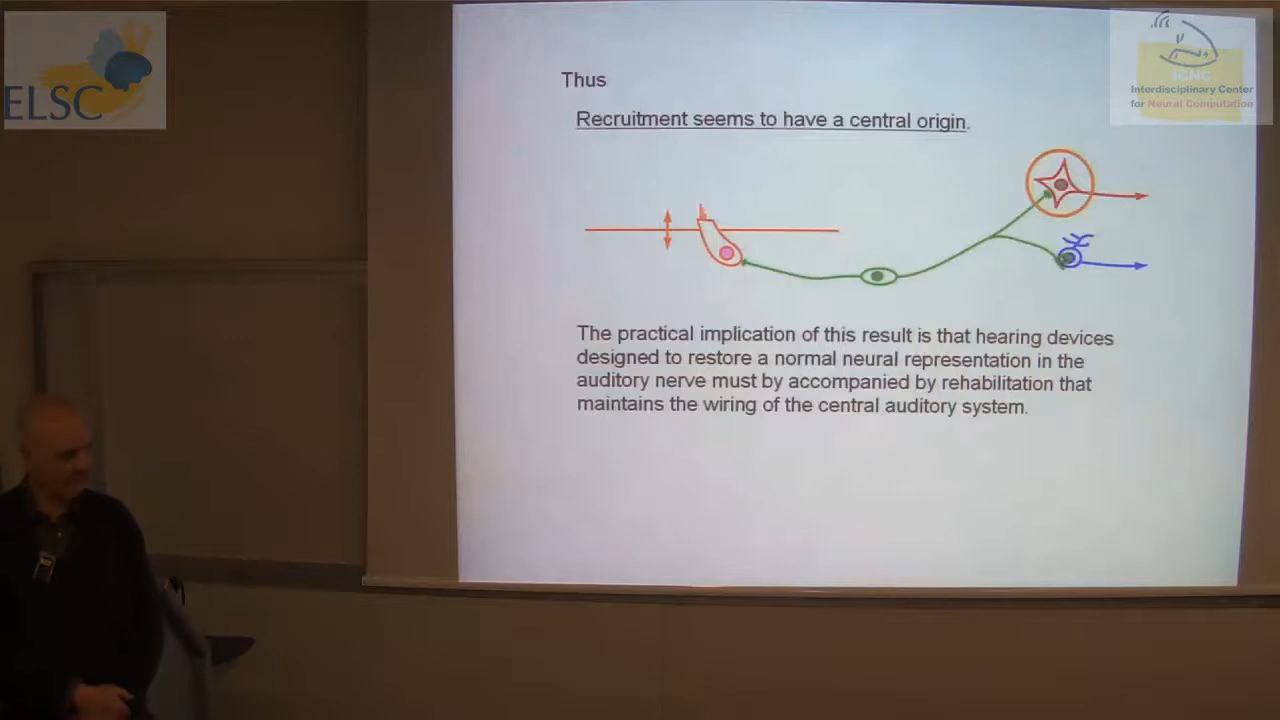 ELSC
ICNC
Interdisciplinary Center
for Neural Computation
Thus
Recruitment seems to have a central origin.
The practical implication of this result is that hearing devices
designed to restore a normal neural representation in the
auditory nerve must by accompanied by rehabilitation that
maintains the wiring of the central auditory system.